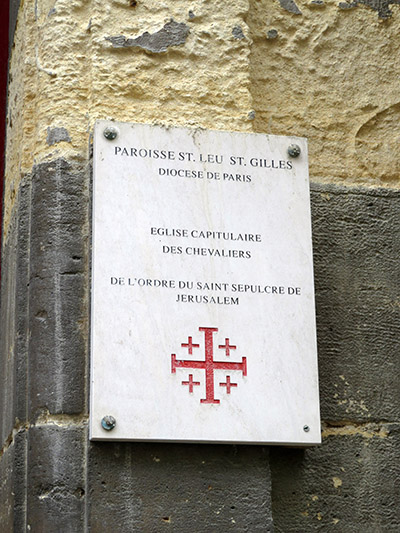 PAROISSE ST. LEU ST. GILLES
DIOCESE DE PARIS
EGLISE CAPITULAIRE
DES CHEVALIERS
DE L'ORDRE DU SAINT SEPULCRE DE
JERUSALEM